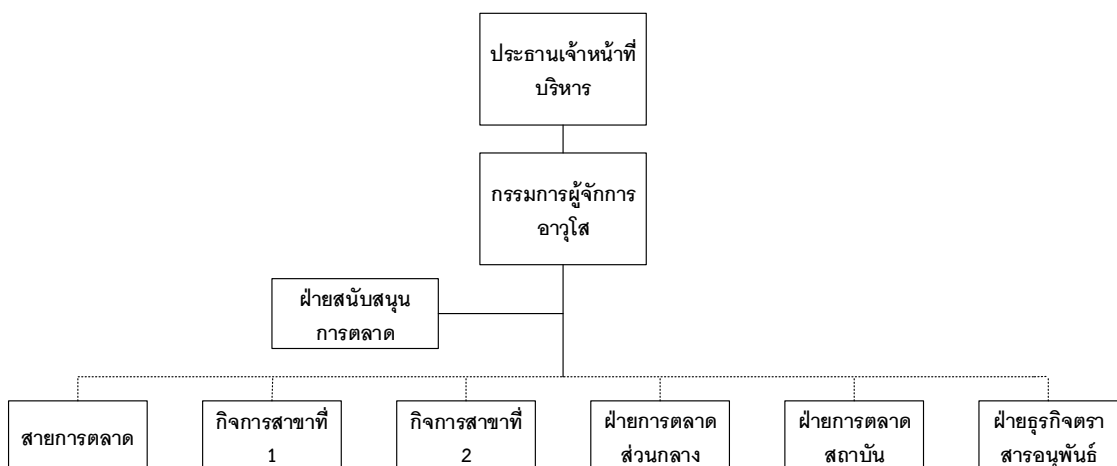 ประธานเจ้าหน้าที่
บริหาร
กรรมการผู้จักการ
อาวุโส
ฝ่ายสนับสนุน
การตลาด
สายการตลาด
กิจการสาขาที่
1
กิจการสาขาที่
2
ฝ่ายการตลาด
ส่วนกลาง
ฝ่ายการตลาด
สถาบัน
ฝ่ายธุรกิจตรา
สารอนุพันธ์